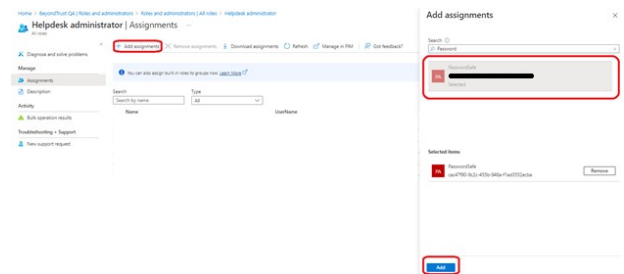 Home > BeyondTrust QA | Roles and administrators > Roles and administrators | All roles > Helpdesk administrator
Helpdesk administrator | Assignments ...
All roles
+ Add assignments × Remove assignments Download assignments Refresh Manage in PIM Got feedback?
Diagnose and solve problems
Manage
Assignments
Description
Activity
Bulk operation results
Troubleshooting + Support
New support request
You can also assign built-in roles to groups now. Learn More
Search
Type
Search by name
All
Name
UserName
Add assignments
×
Search
Password
×
PA
PasswordSafe
Selected
Selected items
PA
PasswordSafe
Remove
Add